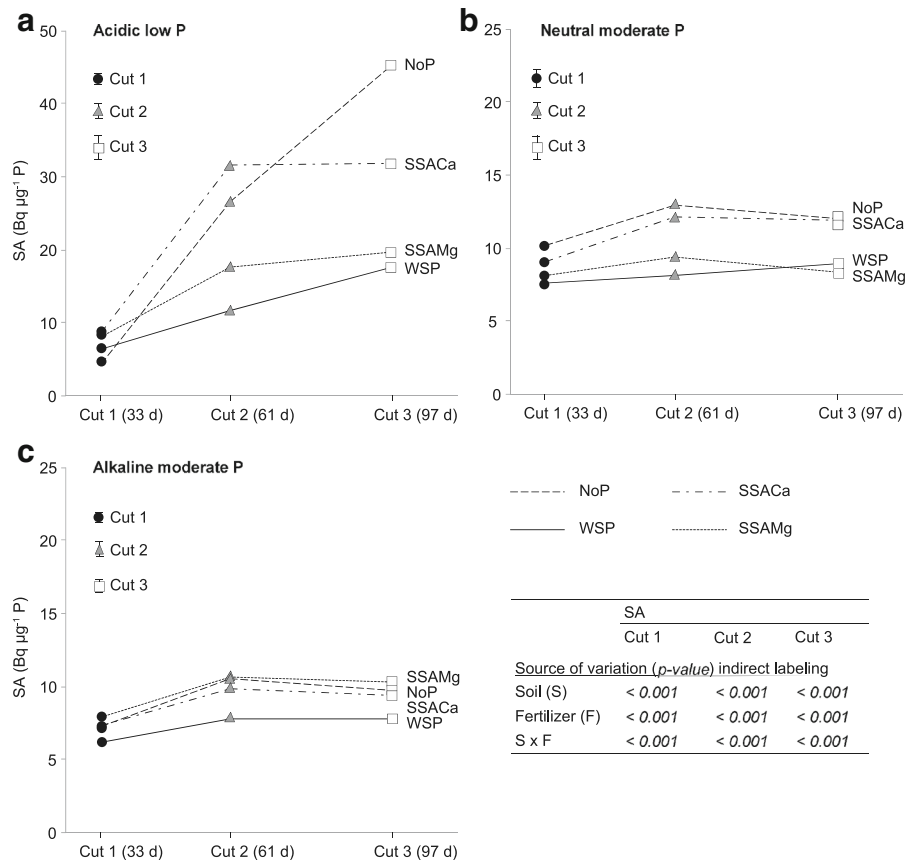 a
Acidic low P
50
40
30
20
10
0
SA (Bq µg⁻¹ P)
Cut 1
Cut 2
Cut 3
NoP
SSACa
SSAMg
WSP
Cut 1 (33 d)
Cut 2 (61 d)
Cut 3 (97 d)
b
Neutral moderate P
25
20
15
10
5
0
Cut 1
Cut 2
Cut 3
NoP
SSACa
WSP
SSAMg
Cut 1 (33 d)
Cut 2 (61 d)
Cut 3 (97 d)
c
Alkaline moderate P
25
20
15
10
5
0
SA (Bq µg⁻¹ P)
Cut 1
Cut 2
Cut 3
SSAMg
NoP
SSACa
WSP
Cut 1 (33 d)
Cut 2 (61 d)
Cut 3 (97 d)
NoP
SSACa
WSP
SSAMg
SA
Cut 1 Cut 2 Cut 3
Source of variation (p-value) indirect labeling
Soil (S) < 0.001 < 0.001 < 0.001
Fertilizer (F) < 0.001 < 0.001 < 0.001
S x F < 0.001 < 0.001 < 0.001